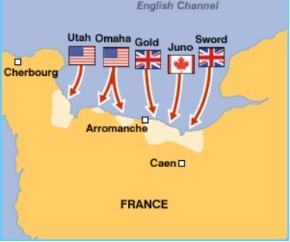 English Channel
Utah Omaha Gold Juno Sword
Cherbourg
Arromanche
Caen
FRANCE